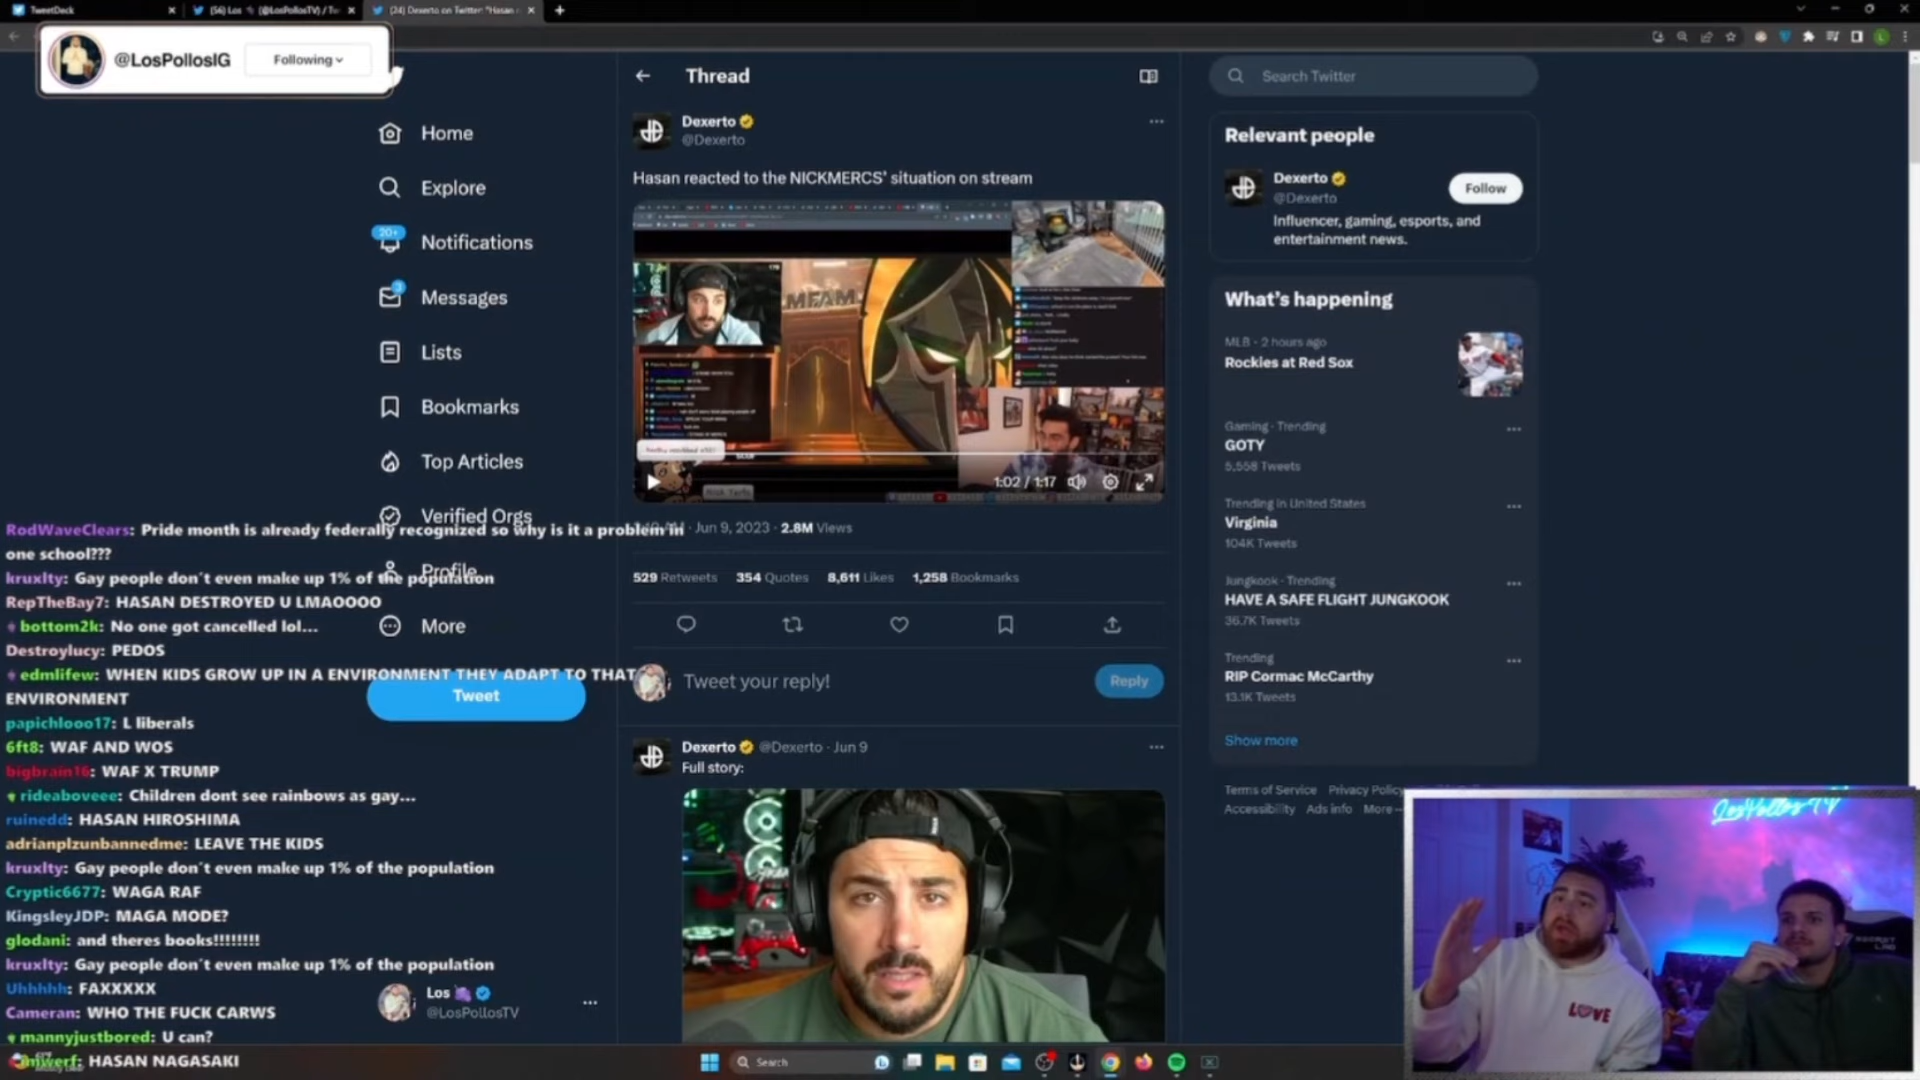 TweetDeck
(56) Los (@LosPollosTV) / Tw
(24) Dexerto on Twitter: "Hasan r
@LosPollosIG
Following
Home
Explore
20+
Notifications
3
Messages
Lists
Bookmarks
Top Articles
Verified Orgs
Profile
More
Tweet
Los
@LosPollosTV
Thread
Dexerto
@Dexerto
Hasan reacted to the NICKMERCS' situation on stream
MFAM
1:02 / 1:17
Jun 9, 2023 · 2.8M Views
529 Retweets 354 Quotes 8,611 Likes 1,258 Bookmarks
Tweet your reply!
Reply
Dexerto @Dexerto · Jun 9
Full story:
Search Twitter
Relevant people
Dexerto
@Dexerto
Follow
Influencer, gaming, esports, and
entertainment news.
What's happening
MLB · 2 hours ago
Rockies at Red Sox
Gaming · Trending
GOTY
5,558 Tweets
Trending in United States
Virginia
104K Tweets
Jungkook · Trending
HAVE A SAFE FLIGHT JUNGKOOK
36.7K Tweets
Trending
RIP Cormac McCarthy
13.1K Tweets
Show more
Terms of Service Privacy Policy
Accessibility Ads info More
RodWaveClears: Pride month is already federally recognized so why is it a problem in
one school???
kruxlty: Gay people don´t even make up 1% of the population
RepTheBay7: HASAN DESTROYED U LMAOOOO
bottom2k: No one got cancelled lol...
Destroylucy: PEDOS
edmlifew: WHEN KIDS GROW UP IN A ENVIRONMENT THEY ADAPT TO THAT
ENVIRONMENT
papichlooo17: L liberals
6ft8: WAF AND WOS
bigbrain16: WAF X TRUMP
rideaboveee: Children dont see rainbows as gay...
ruinedd: HASAN HIROSHIMA
adrianplzunbannedme: LEAVE THE KIDS
kruxlty: Gay people don´t even make up 1% of the population
Cryptic6677: WAGA RAF
KingsleyJDP: MAGA MODE?
glodani: and theres books!!!!!!!!
kruxlty: Gay people don´t even make up 1% of the population
Uhhhhh: FAXXXXX
Cameran: WHO THE FUCK CARWS
mannyjustbored: U can?
HASAN NAGASAKI
Search
LosPollosTV
LOVE